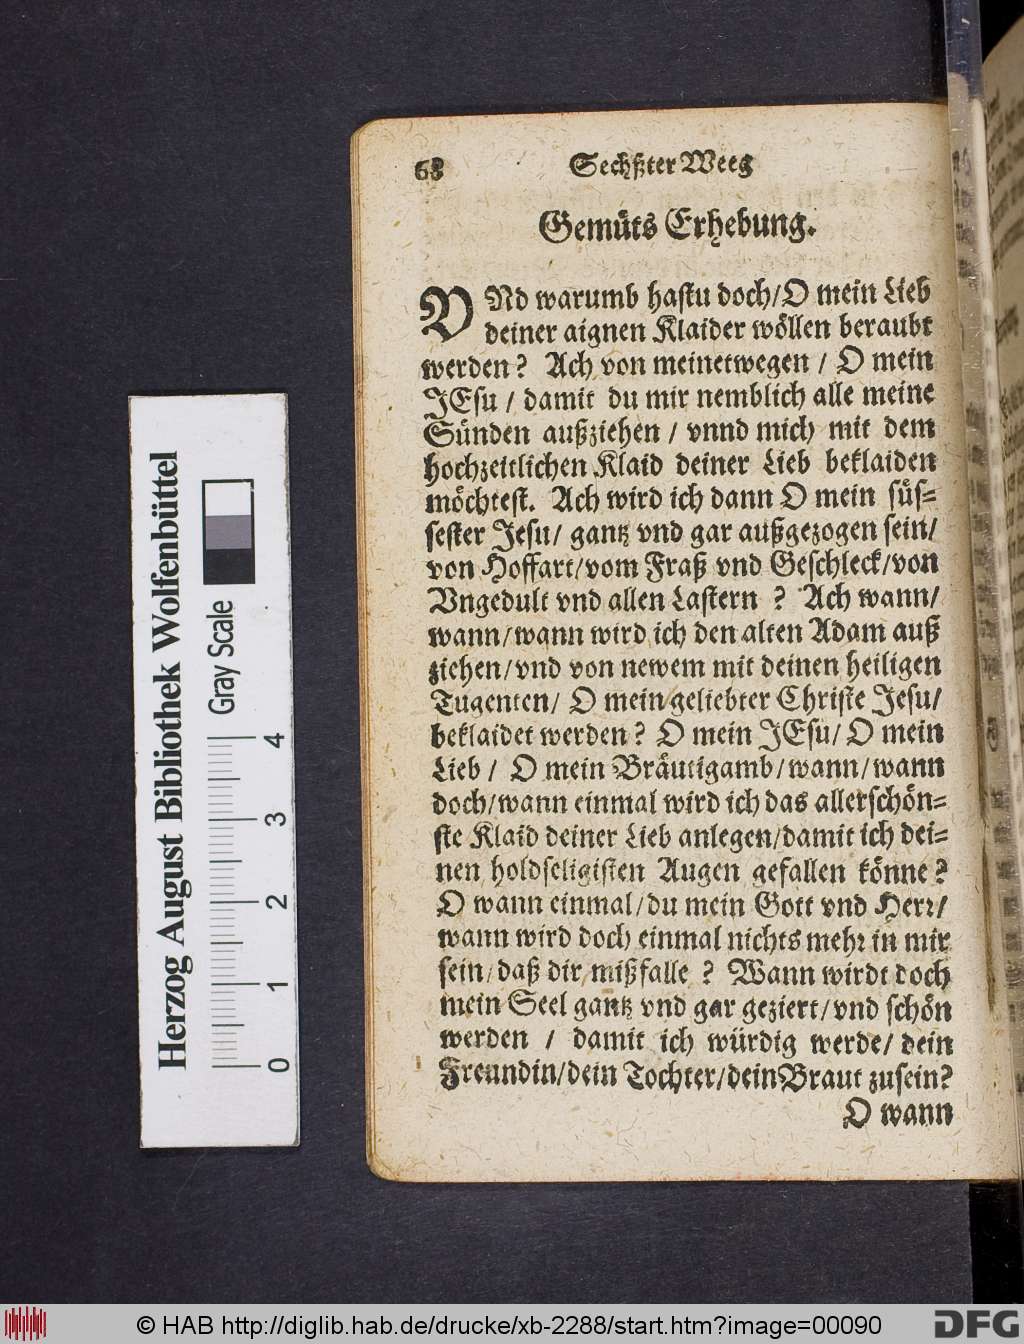 68 Sechßter Weeg
Gemüts Erhebung.
VNd warumb hastu doch/O mein Lieb
deiner aignen Klaider wöllen beraubt
werden? Ach von meinetwegen / O mein
JEsu / damit du mir nemblich alle meine
Sünden außziehen / vnnd mich mit dem
hochzeitlichen Klaid deiner Lieb beklaiden
möchtest. Ach wird ich dann O mein süs=
sester Jesu/ gantz vnd gar außgezogen sein/
von Hoffart/vom Fraß vnd Geschleck/von
Vngedult vnd allen Lastern ? Ach wann/
wann/wann wird ich den alten Adam auß
ziehen/vnd von newem mit deinen heiligen
Tugenten/ O mein geliebter Christe Jesu/
beklaidet werden? O mein JEsu/ O mein
Lieb / O mein Bräutigamb/wann/wann
doch/wann einmal wird ich das allerschön=
ste Klaid deiner Lieb anlegen/damit ich dei=
nen holdseligisten Augen gefallen könne?
O wann einmal/du mein Gott vnd Herr/
wann wird doch einmal nichts mehr in mir
sein/daß dir mißfalle ? Wann wirdt doch
mein Seel gantz vnd gar geziert/vnd schön
werden / damit ich würdig werde/ dein
Freundin/dein Tochter/dein Braut zusein?
O wann
Herzog August Bibliothek Wolfenbüttel
Gray Scale
0 1 2 3 4
© HAB http://diglib.hab.de/drucke/xb-2288/start.htm?image=00090
DFG